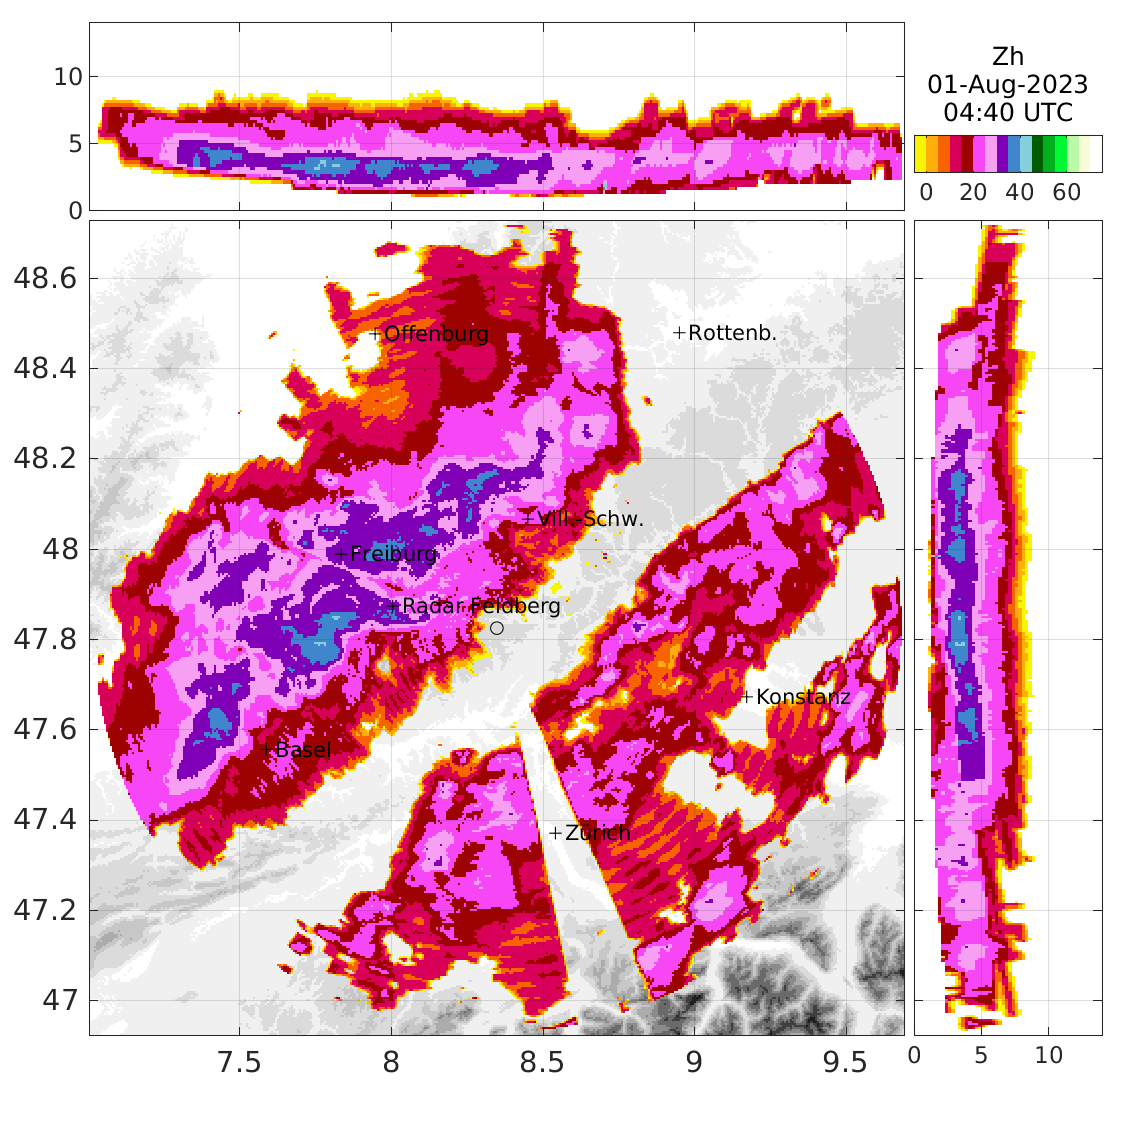 10
5
0
Zh
01-Aug-2023
04:40 UTC
0 20 40 60
48.6
48.4
48.2
48
47.8
47.6
47.4
47.2
47
+Offenburg
+Rottenb.
+Vill.-Schw.
+Freiburg
+Radar Feldberg
+Konstanz
+Basel
+Zürich
7.5 8 8.5 9 9.5
0 5 10